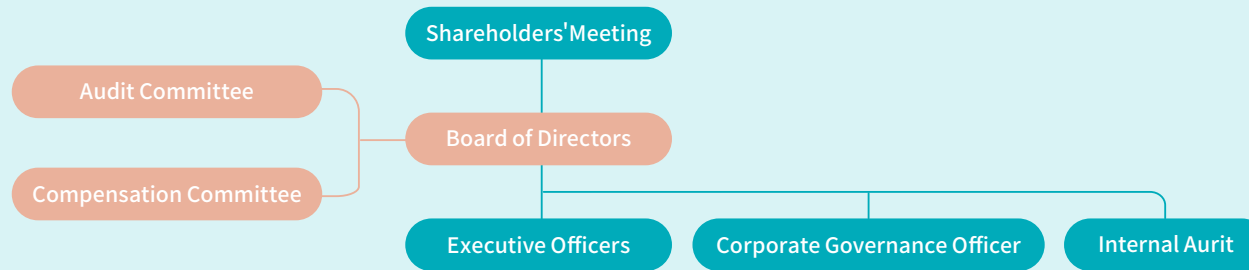 Shareholders'Meeting
Audit Committee
Board of Directors
Compensation Committee
Executive Officers
Corporate Governance Officer
Internal Aurit